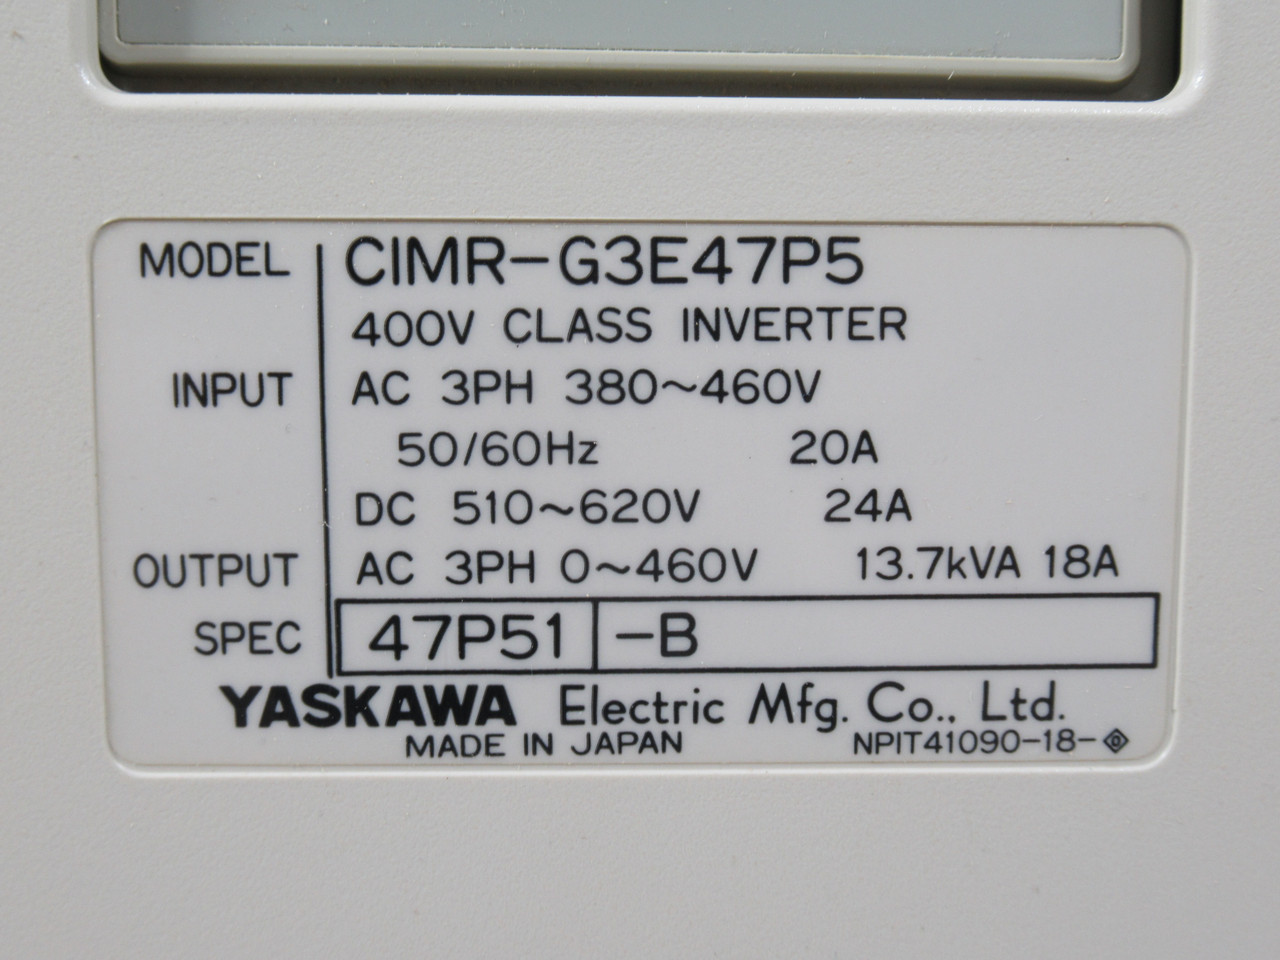 MODEL CIMR-G3E47P5
400V CLASS INVERTER
INPUT AC 3PH 380~460V
50/60Hz 20A
DC 510~620V 24A
OUTPUT AC 3PH 0~460V 13.7kVA 18A
SPEC 47P51 -B
YASKAWA Electric Mfg. Co., Ltd.
MADE IN JAPAN NPIT41090-18-0